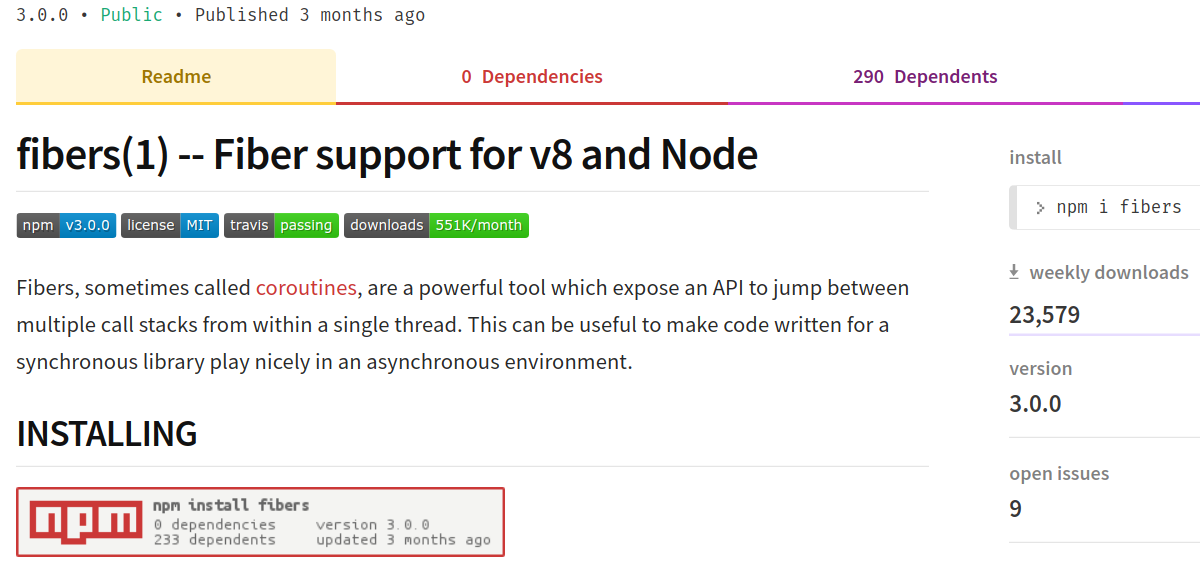 3.0.0 • Public • Published 3 months ago
Readme
0 Dependencies
290 Dependents
fibers(1) -- Fiber support for v8 and Node
npm v3.0.0 license MIT travis passing downloads 551K/month
Fibers, sometimes called coroutines, are a powerful tool which expose an API to jump between
multiple call stacks from within a single thread. This can be useful to make code written for a
synchronous library play nicely in an asynchronous environment.
INSTALLING
npm
npm install fibers
0 dependencies version 3.0.0
233 dependents updated 3 months ago
install
> npm i fibers
weekly downloads
23,579
version
3.0.0
open issues
9